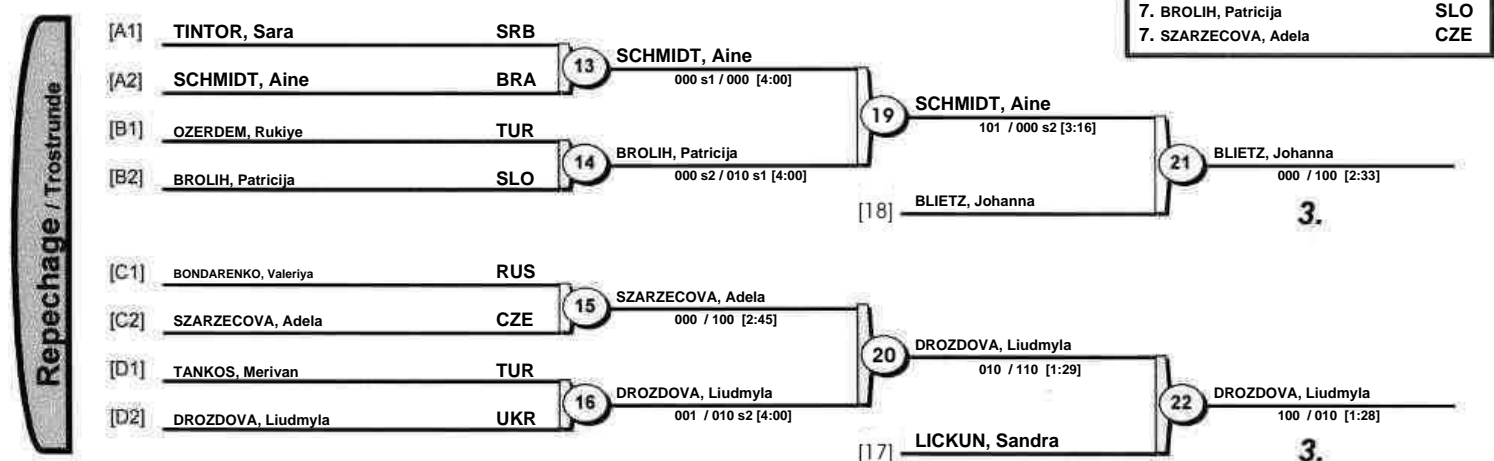 7. BROLIH, Patricija SLO
7. SZARZECOVA, Adela CZE
Repechage / Trostrunde
[A1] TINTOR, Sara SRB
13 SCHMIDT, Aine
000 s1 / 000 [4:00]
[A2] SCHMIDT, Aine BRA
19 SCHMIDT, Aine
101 / 000 s2 [3:16]
[B1] OZERDEM, Rukiye TUR
14 BROLIH, Patricija
000 s2 / 010 s1 [4:00]
[B2] BROLIH, Patricija SLO
21 BLIETZ, Johanna
000 / 100 [2:33]
[18] BLIETZ, Johanna
3.
[C1] BONDARENKO, Valeriya RUS
15 SZARZECOVA, Adela
000 / 100 [2:45]
[C2] SZARZECOVA, Adela CZE
20 DROZDOVA, Liudmyla
010 / 110 [1:29]
[D1] TANKOS, Merivan TUR
16 DROZDOVA, Liudmyla
001 / 010 s2 [4:00]
[D2] DROZDOVA, Liudmyla UKR
22 DROZDOVA, Liudmyla
100 / 010 [1:28]
[17] LICKUN, Sandra
3.